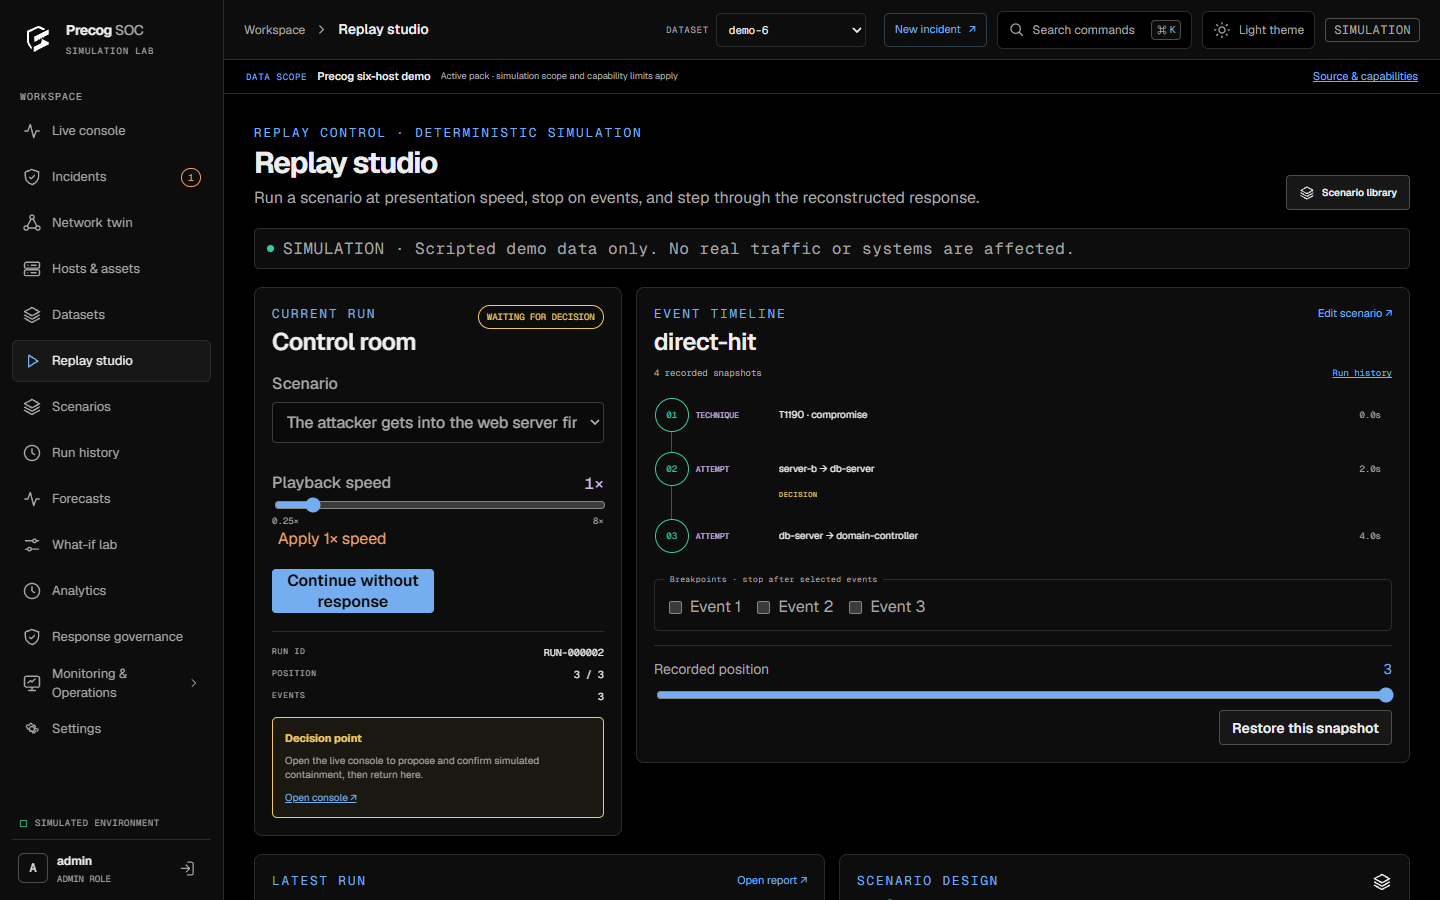 Precog SOC
SIMULATION LAB
WORKSPACE
Live console
Incidents
1
Network twin
Hosts & assets
Datasets
Replay studio
Scenarios
Run history
Forecasts
What-if lab
Analytics
Response governance
Monitoring &
Operations
Settings
SIMULATED ENVIRONMENT
A
admin
ADMIN ROLE
Workspace
Replay studio
DATASET
demo-6
New incident ↗
Search commands
⌘ K
Light theme
SIMULATION
DATA SCOPE
Precog six-host demo
Active pack · simulation scope and capability limits apply
Source & capabilities
REPLAY CONTROL · DETERMINISTIC SIMULATION
Replay studio
Run a scenario at presentation speed, stop on events, and step through the reconstructed response.
Scenario library
SIMULATION · Scripted demo data only. No real traffic or systems are affected.
CURRENT RUN
WAITING FOR DECISION
Control room
Scenario
The attacker gets into the web server fir
Playback speed
1×
0.25×
8×
Apply 1× speed
Continue without
response
RUN ID
RUN-000002
POSITION
3 / 3
EVENTS
3
Decision point
Open the live console to propose and confirm simulated
containment, then return here.
Open console ↗
EVENT TIMELINE
Edit scenario ↗
direct-hit
4 recorded snapshots
Run history
01
TECHNIQUE
T1190 · compromise
0.0s
02
ATTEMPT
server-b → db-server
2.0s
DECISION
03
ATTEMPT
db-server → domain-controller
4.0s
Breakpoints · stop after selected events
Event 1
Event 2
Event 3
Recorded position
3
Restore this snapshot
LATEST RUN
Open report ↗
SCENARIO DESIGN